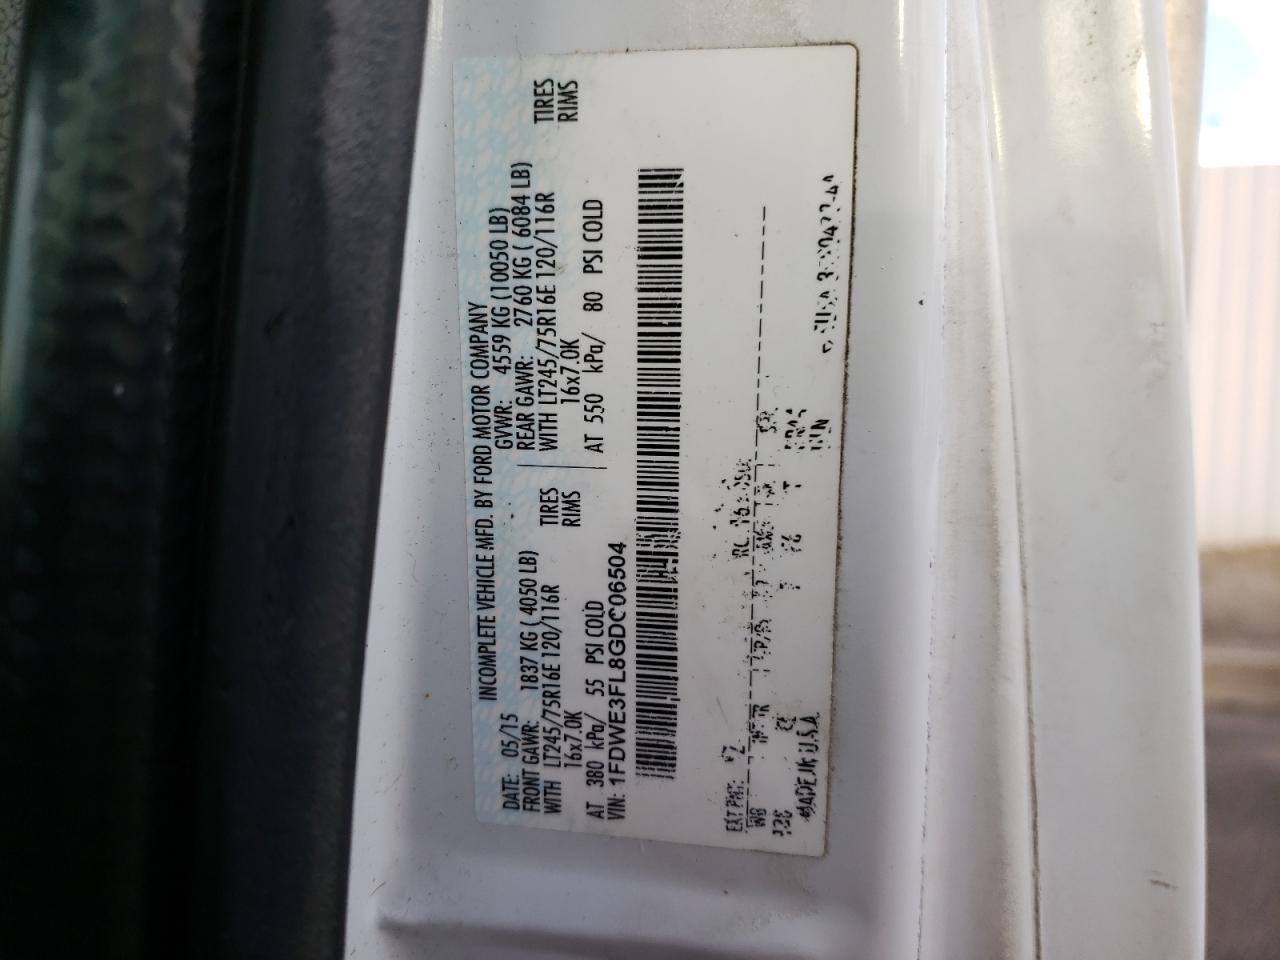 INCOMPLETE VEHICLE MFD. BY FORD MOTOR COMPANY
DATE: 05/15 GVWR: 4559 KG (10050 LB)
FRONT GAWR: 1837 KG ( 4050 LB) REAR GAWR: 2760 KG ( 6084 LB)
WITH LT245/75R16E 120/116R TIRES WITH LT245/75R16E 120/116R TIRES
16x7.0K RIMS 16x7.0K RIMS
AT 380 kPa/ 55 PSI COLD AT 550 kPa/ 80 PSI COLD
VIN: 1FDWE3FL8GDC06504
EXT PNT:
MADE IN U.S.A.